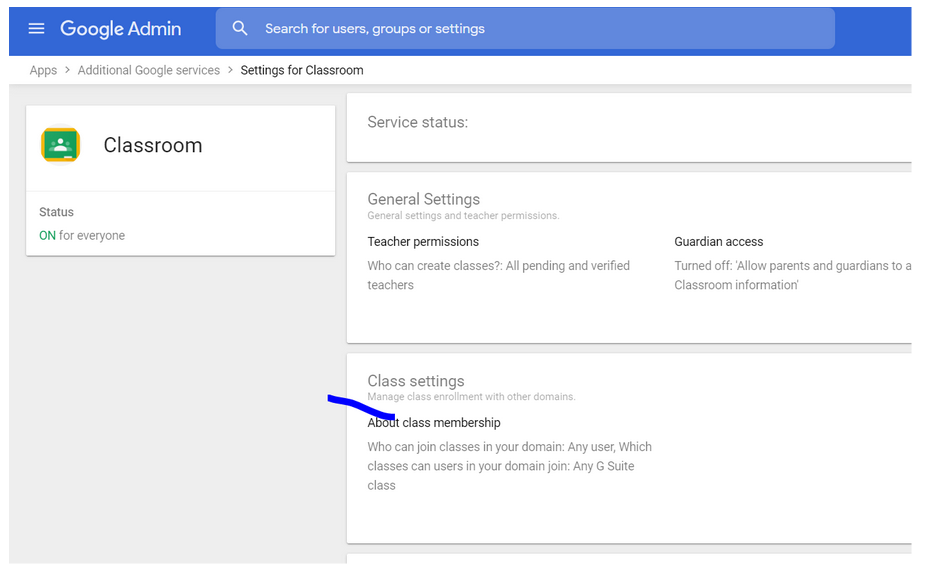 Google Admin
Search for users, groups or settings
Apps > Additional Google services > Settings for Classroom
Classroom
Status
ON for everyone
Service status:
General Settings
General settings and teacher permissions.
Teacher permissions
Who can create classes?: All pending and verified
teachers
Guardian access
Turned off: 'Allow parents and guardians to a
Classroom information'
Class settings
Manage class enrollment with other domains.
About class membership
Who can join classes in your domain: Any user, Which
classes can users in your domain join: Any G Suite
class